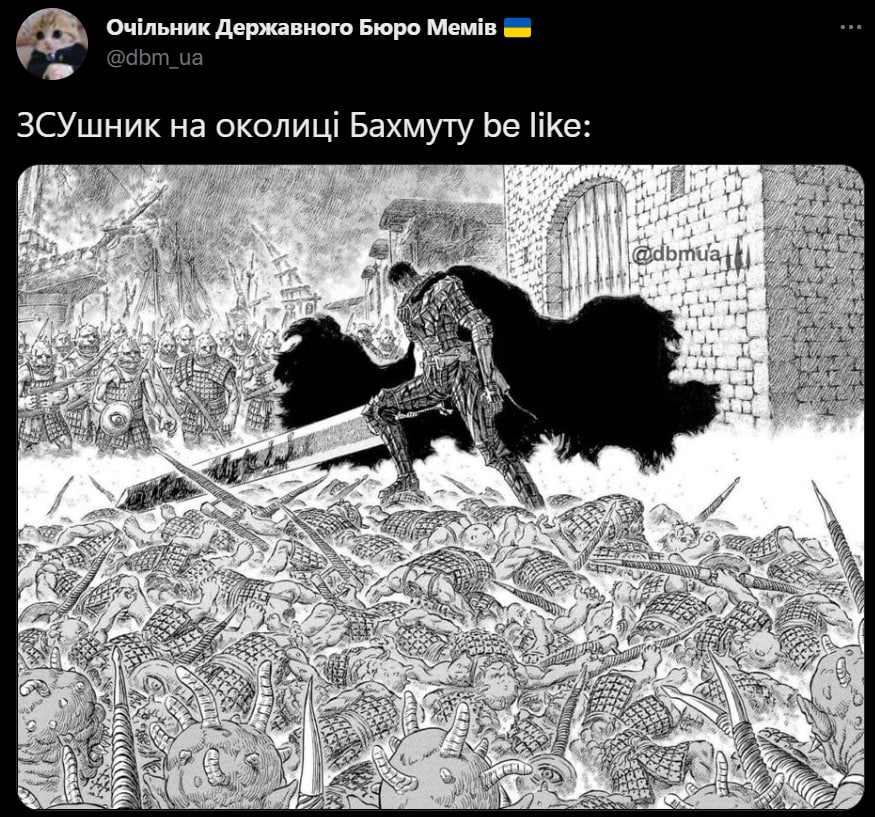 Очільник Державного Бюро Мемів
@dbm_ua
ЗСУшник на околиці Бахмуту be like:
@dbmua